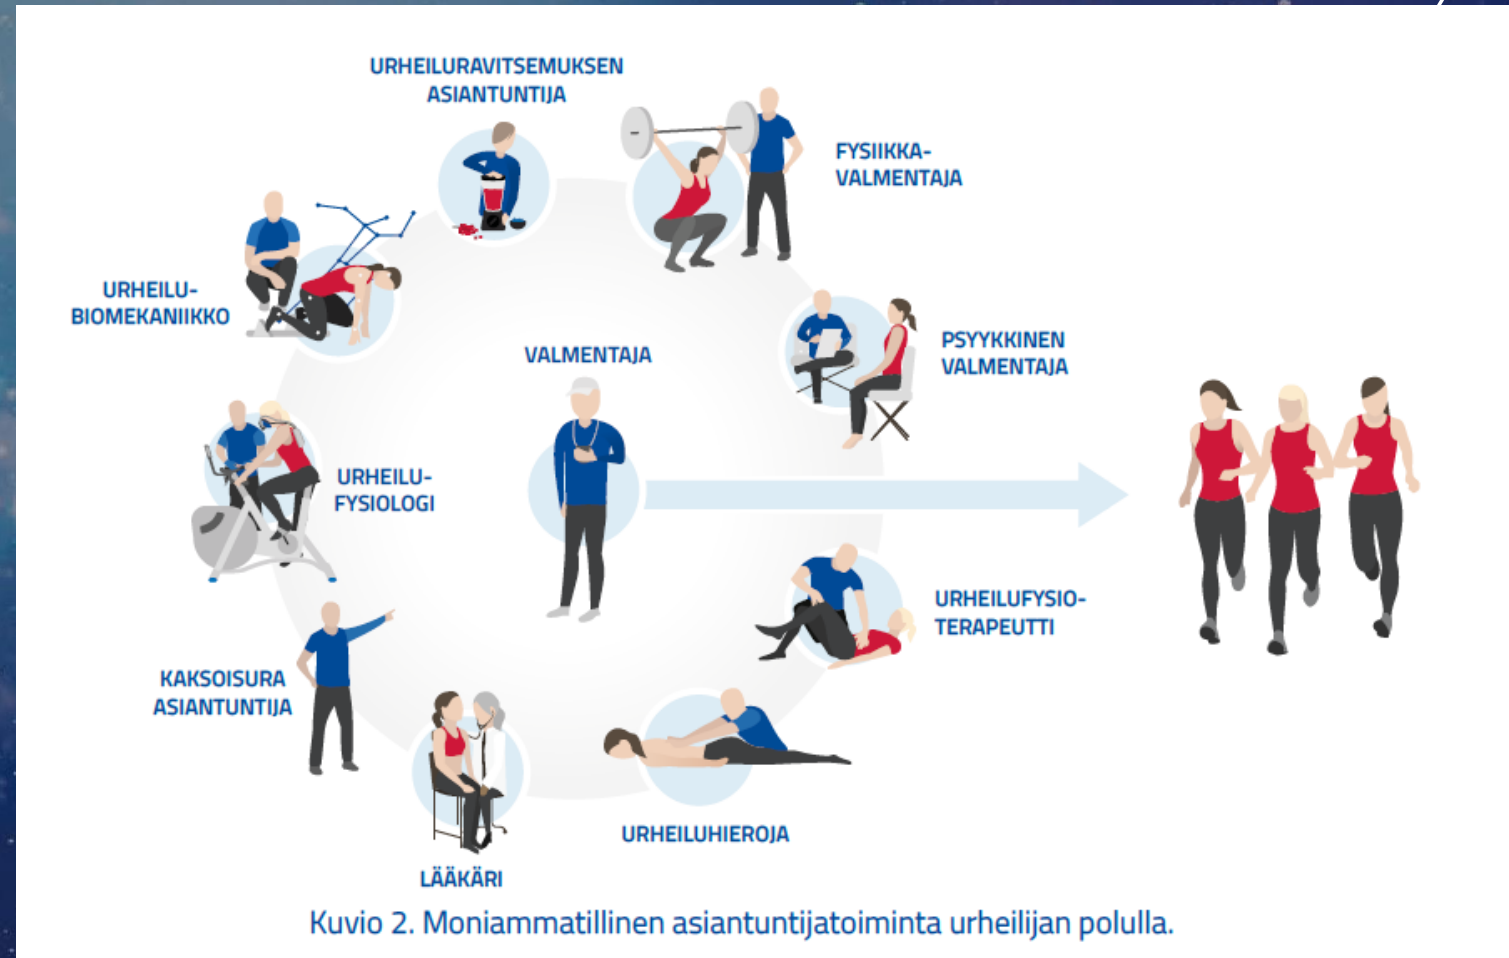 URHEILURAVITSEMUKSEN
ASIANTUNTIJA
FYSIIKKA-
VALMENTAJA
URHEILU-
BIOMEKANIIKKO
VALMENTAJA
PSYYKKINEN
VALMENTAJA
URHEILU-
FYSIOLOGI
URHEILUFYSIO-
TERAPEUTTI
KAKSOISURA
ASIANTUNTIJA
URHEILUHIEROJA
LÄÄKÄRI
Kuvio 2. Moniammatillinen asiantuntijatoiminta urheilijan polulla.